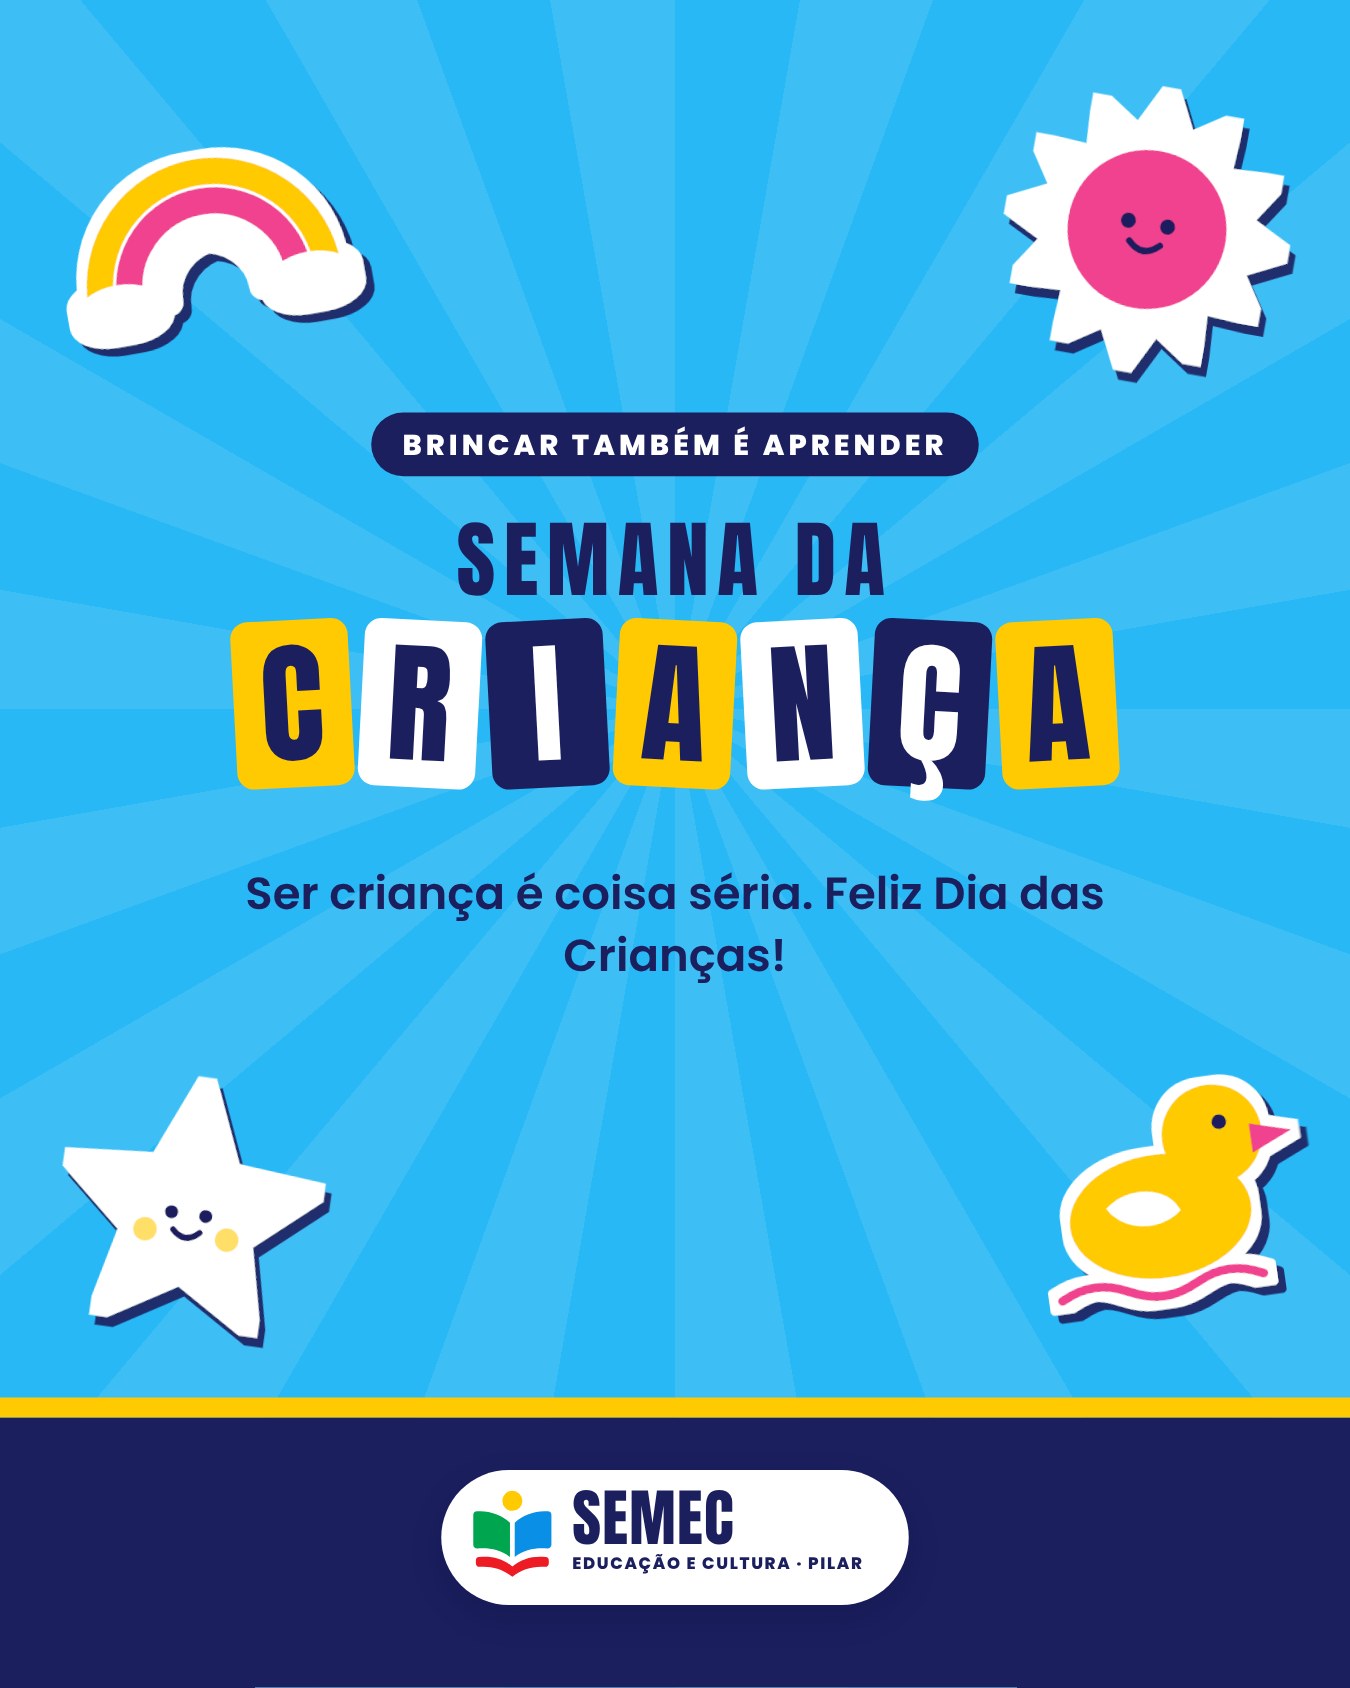 BRINCAR TAMBÉM É APRENDER
SEMANA DA
CRIANÇA
Ser criança é coisa séria. Feliz Dia das
Crianças!
SEMEC
EDUCAÇÃO E CULTURA · PILAR